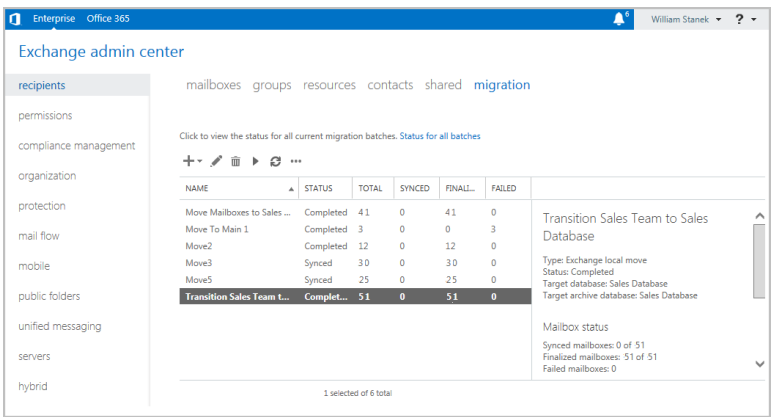 Enterprise Office 365 6 William Stanek ?
Exchange admin center
recipients
permissions
compliance management
organization
protection
mail flow
mobile
public folders
unified messaging
servers
hybrid
mailboxes groups resources contacts shared migration
Click to view the status for all current migration batches. Status for all batches
NAME STATUS TOTAL SYNCED FINALI... FAILED
Move Mailboxes to Sales ... Completed 41 0 41 0
Move To Main 1 Completed 3 0 0 3
Move2 Completed 12 0 12 0
Move3 Synced 30 0 30 0
Move5 Synced 25 0 25 0
Transition Sales Team t... Complet... 51 0 51 0
1 selected of 6 total
Transition Sales Team to Sales
Database
Type: Exchange local move
Status: Completed
Target database: Sales Database
Target archive database: Sales Database
Mailbox status
Synced mailboxes: 0 of 51
Finalized mailboxes: 51 of 51
Failed mailboxes: 0